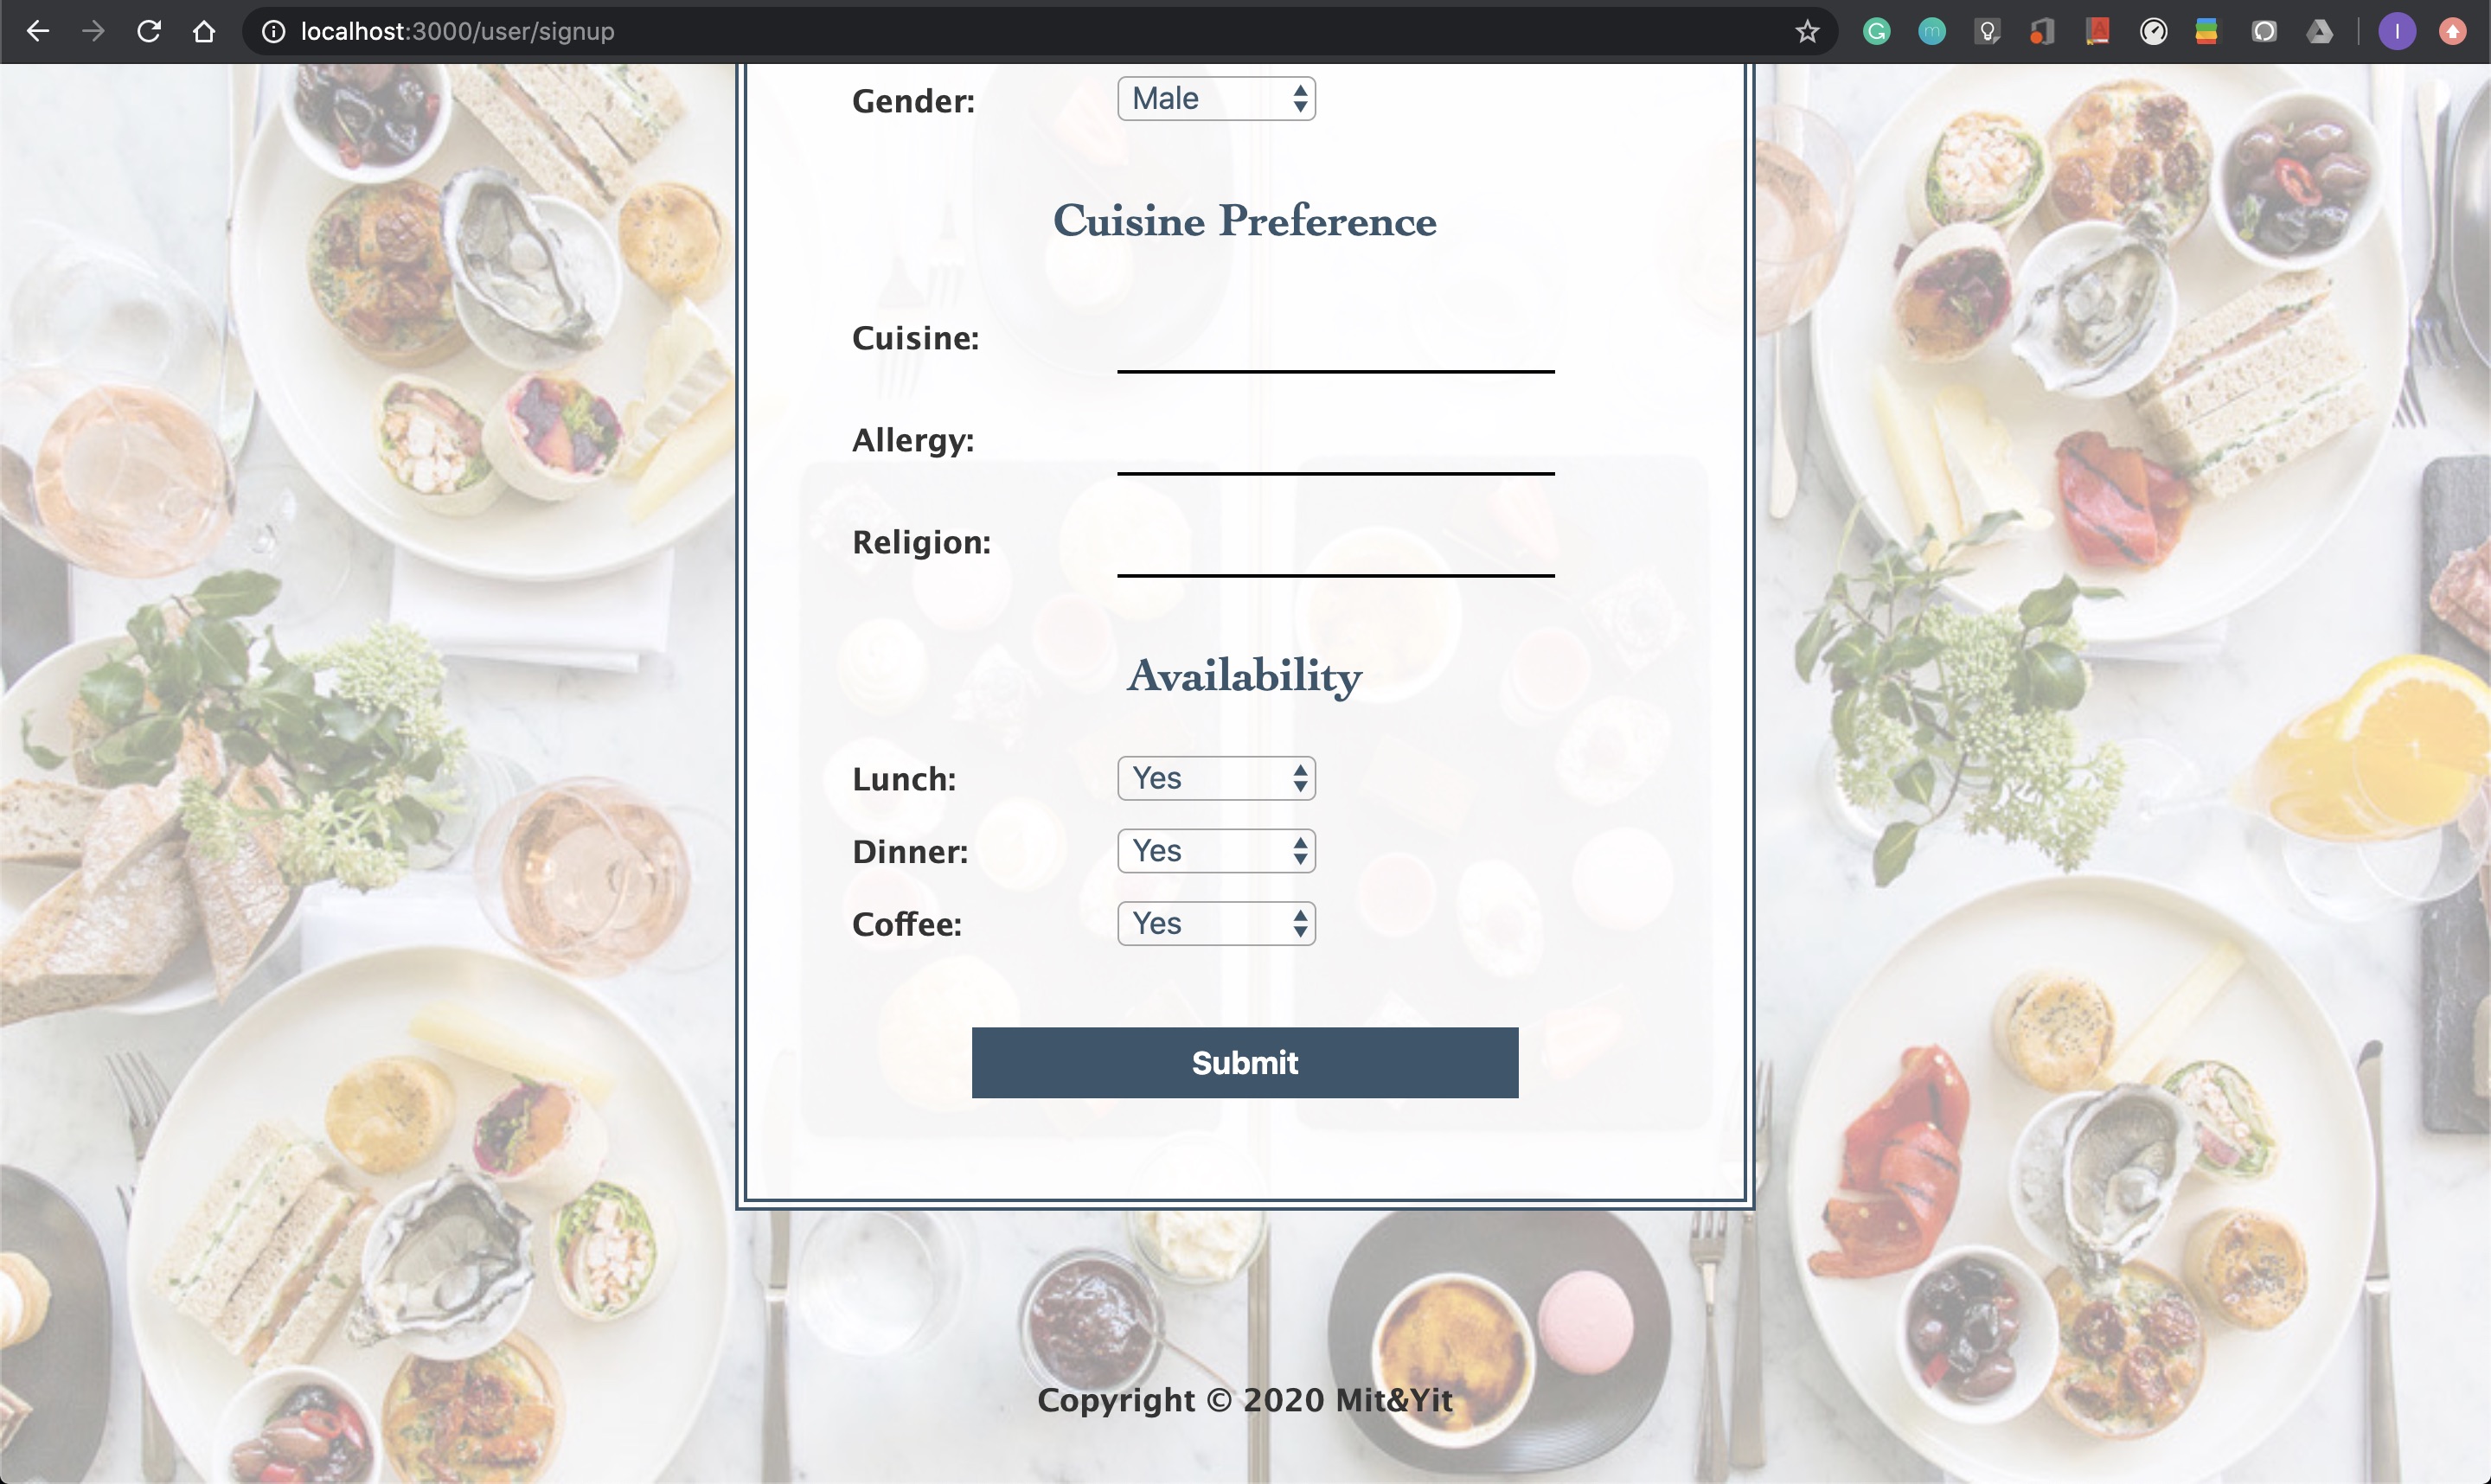 localhost:3000/user/signup
Gender: Male
Cuisine Preference
Cuisine:
Allergy:
Religion:
Availability
Lunch: Yes
Dinner: Yes
Coffee: Yes
Submit
Copyright © 2020 Mit&Yit